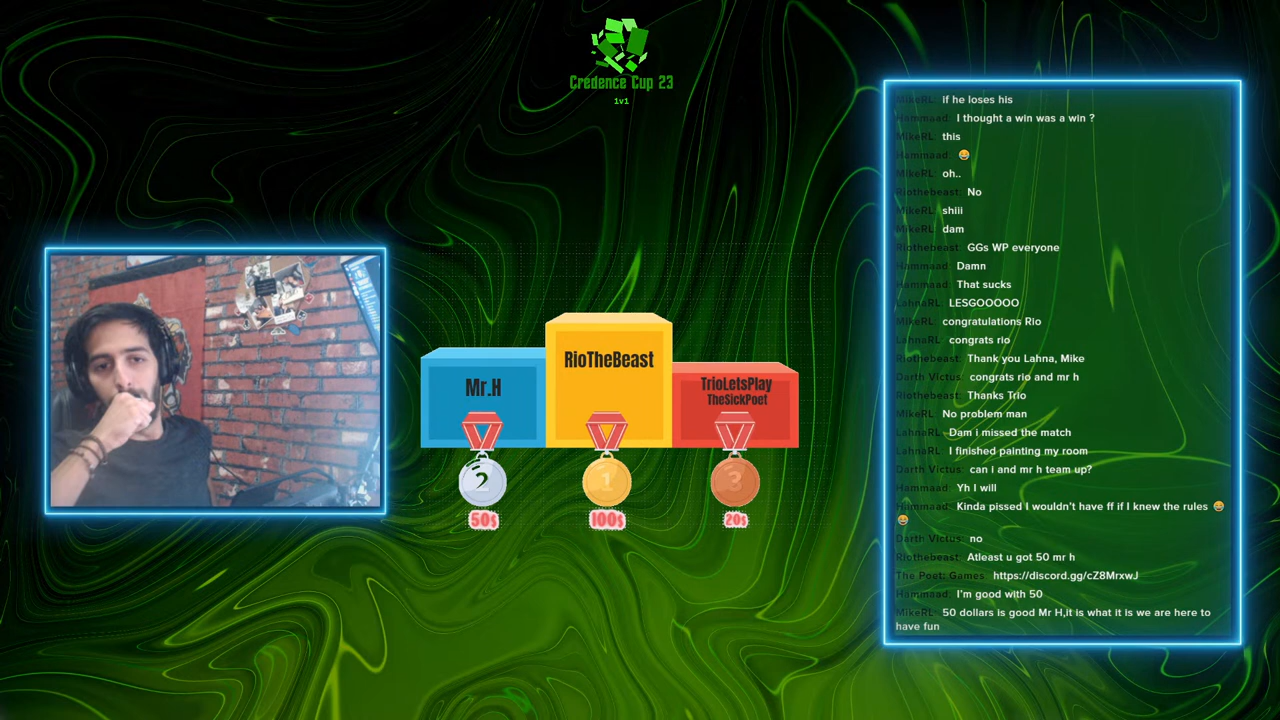 Credence Cup 23
1v1
Mr.H
RioTheBeast
TrioLetsPlay
TheSickPoet
2
1
3
50$
100$
20$
MikeRL: if he loses his
Hammaad: I thought a win was a win ?
MikeRL: this
Hammaad: 😂
MikeRL: oh..
Riothebeast: No
MikeRL: shiii
MikeRL: dam
Riothebeast: GGs WP everyone
Hammaad: Damn
Hammaad: That sucks
LahnaRL: LESGOOOOO
MikeRL: congratulations Rio
LahnaRL: congrats rio
Riothebeast: Thank you Lahna, Mike
Darth Victus: congrats rio and mr h
Riothebeast: Thanks Trio
MikeRL: No problem man
LahnaRL: Dam i missed the match
LahnaRL: I finished painting my room
Darth Victus: can i and mr h team up?
Hammaad: Yh I will
Hammaad: Kinda pissed I wouldn't have ff if I knew the rules 😂
😂
Darth Victus: no
Riothebeast: Atleast u got 50 mr h
The Poet: Games: https://discord.gg/cZ8MrxwJ
Hammaad: I'm good with 50
MikeRL: 50 dollars is good Mr H,it is what it is we are here to
have fun